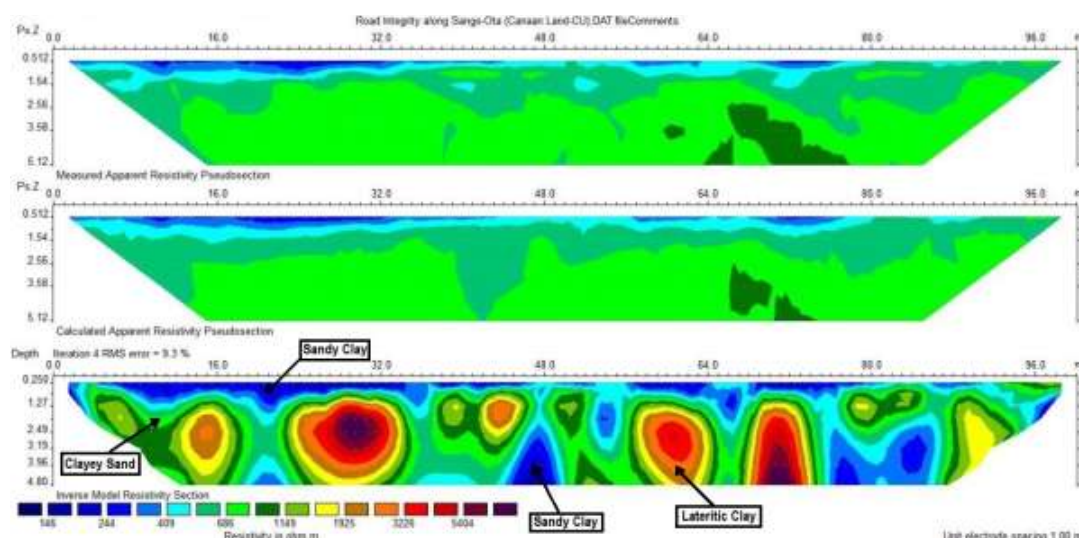 Road Integrity along Sango-Ota (Canaan Land-CU).DAT fileComments
Ps.Z 0.0 16.0 32.0 48.0 64.0 80.0 96.0 m
0.512
1.54
2.56
3.58
5.12
Measured Apparent Resistivity Pseudosection
Ps.Z 0.0 16.0 32.0 48.0 64.0 80.0 96.0
0.512
1.54
2.56
3.58
5.12
Calculated Apparent Resistivity Pseudosection
Sandy Clay
Depth Iteration 4 RMS error = 9.3 %
0.0 16.0 32.0 48.0 64.0 80.0 96.0
0.250
1.27
2.49
3.19
3.96
4.80
Clayey Sand
Inverse Model Resistivity Section
Sandy Clay
Lateritic Clay
146 244 409 686 1149 1925 3226 5404
Resistivity in ohm.m
Unit electrode spacing 1.00